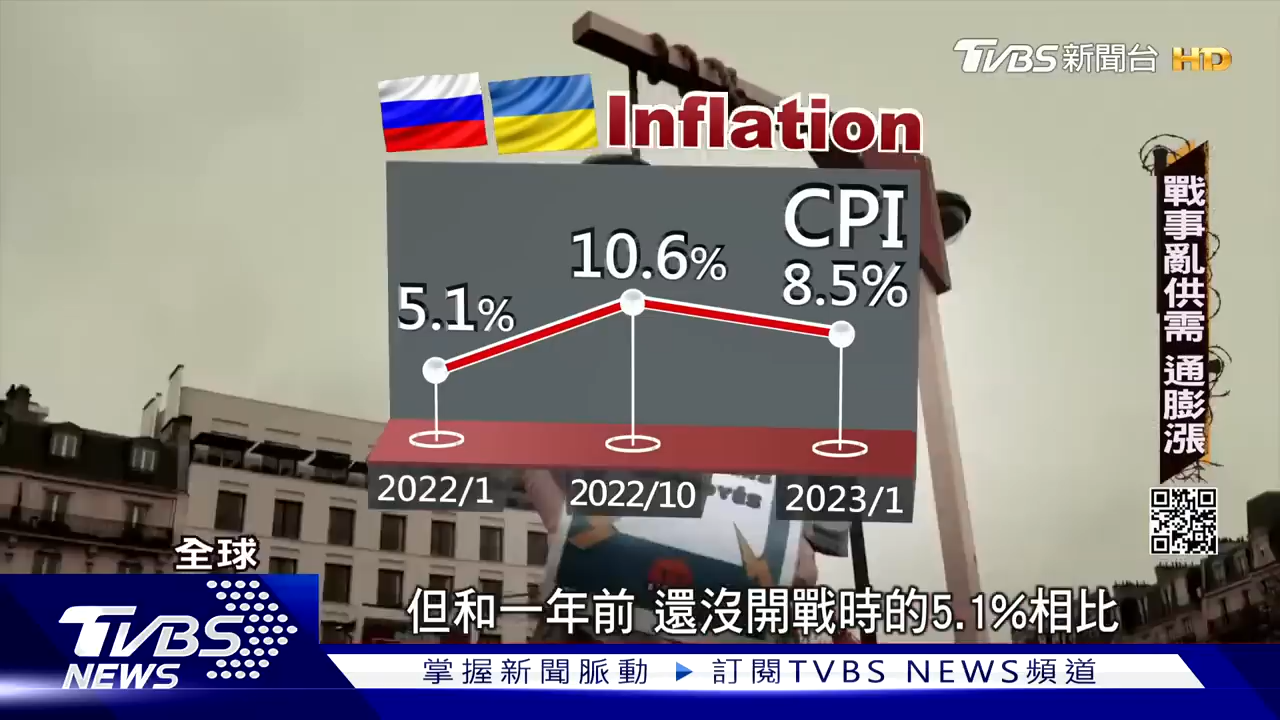 TVBS新聞台 HD
Inflation
CPI
5.1%
10.6%
8.5%
2022/1
2022/10
2023/1
戰事亂供需 通膨漲
全球
但和一年前 還沒開戰時的5.1%相比
TVBS
NEWS
掌握新聞脈動 ▶ 訂閱TVBS NEWS頻道